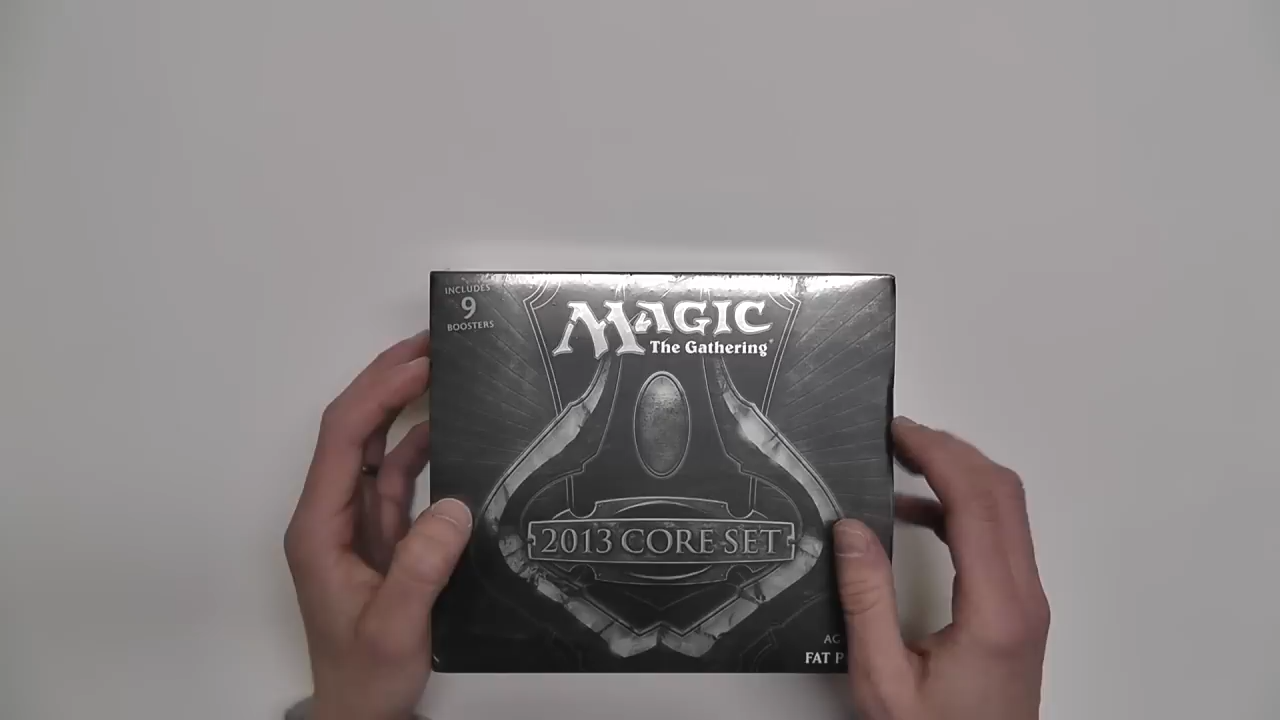 INCLUDES
9
BOOSTERS
MAGIC
The Gathering®
2013 CORE SET
FAT